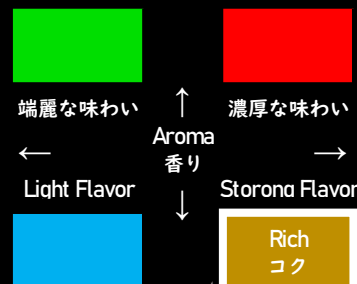 端麗な味わい
↑
濃厚な味わい
Aroma
香り
←
→
Light Flavor
Storong Flavor
↓
Rich
コク